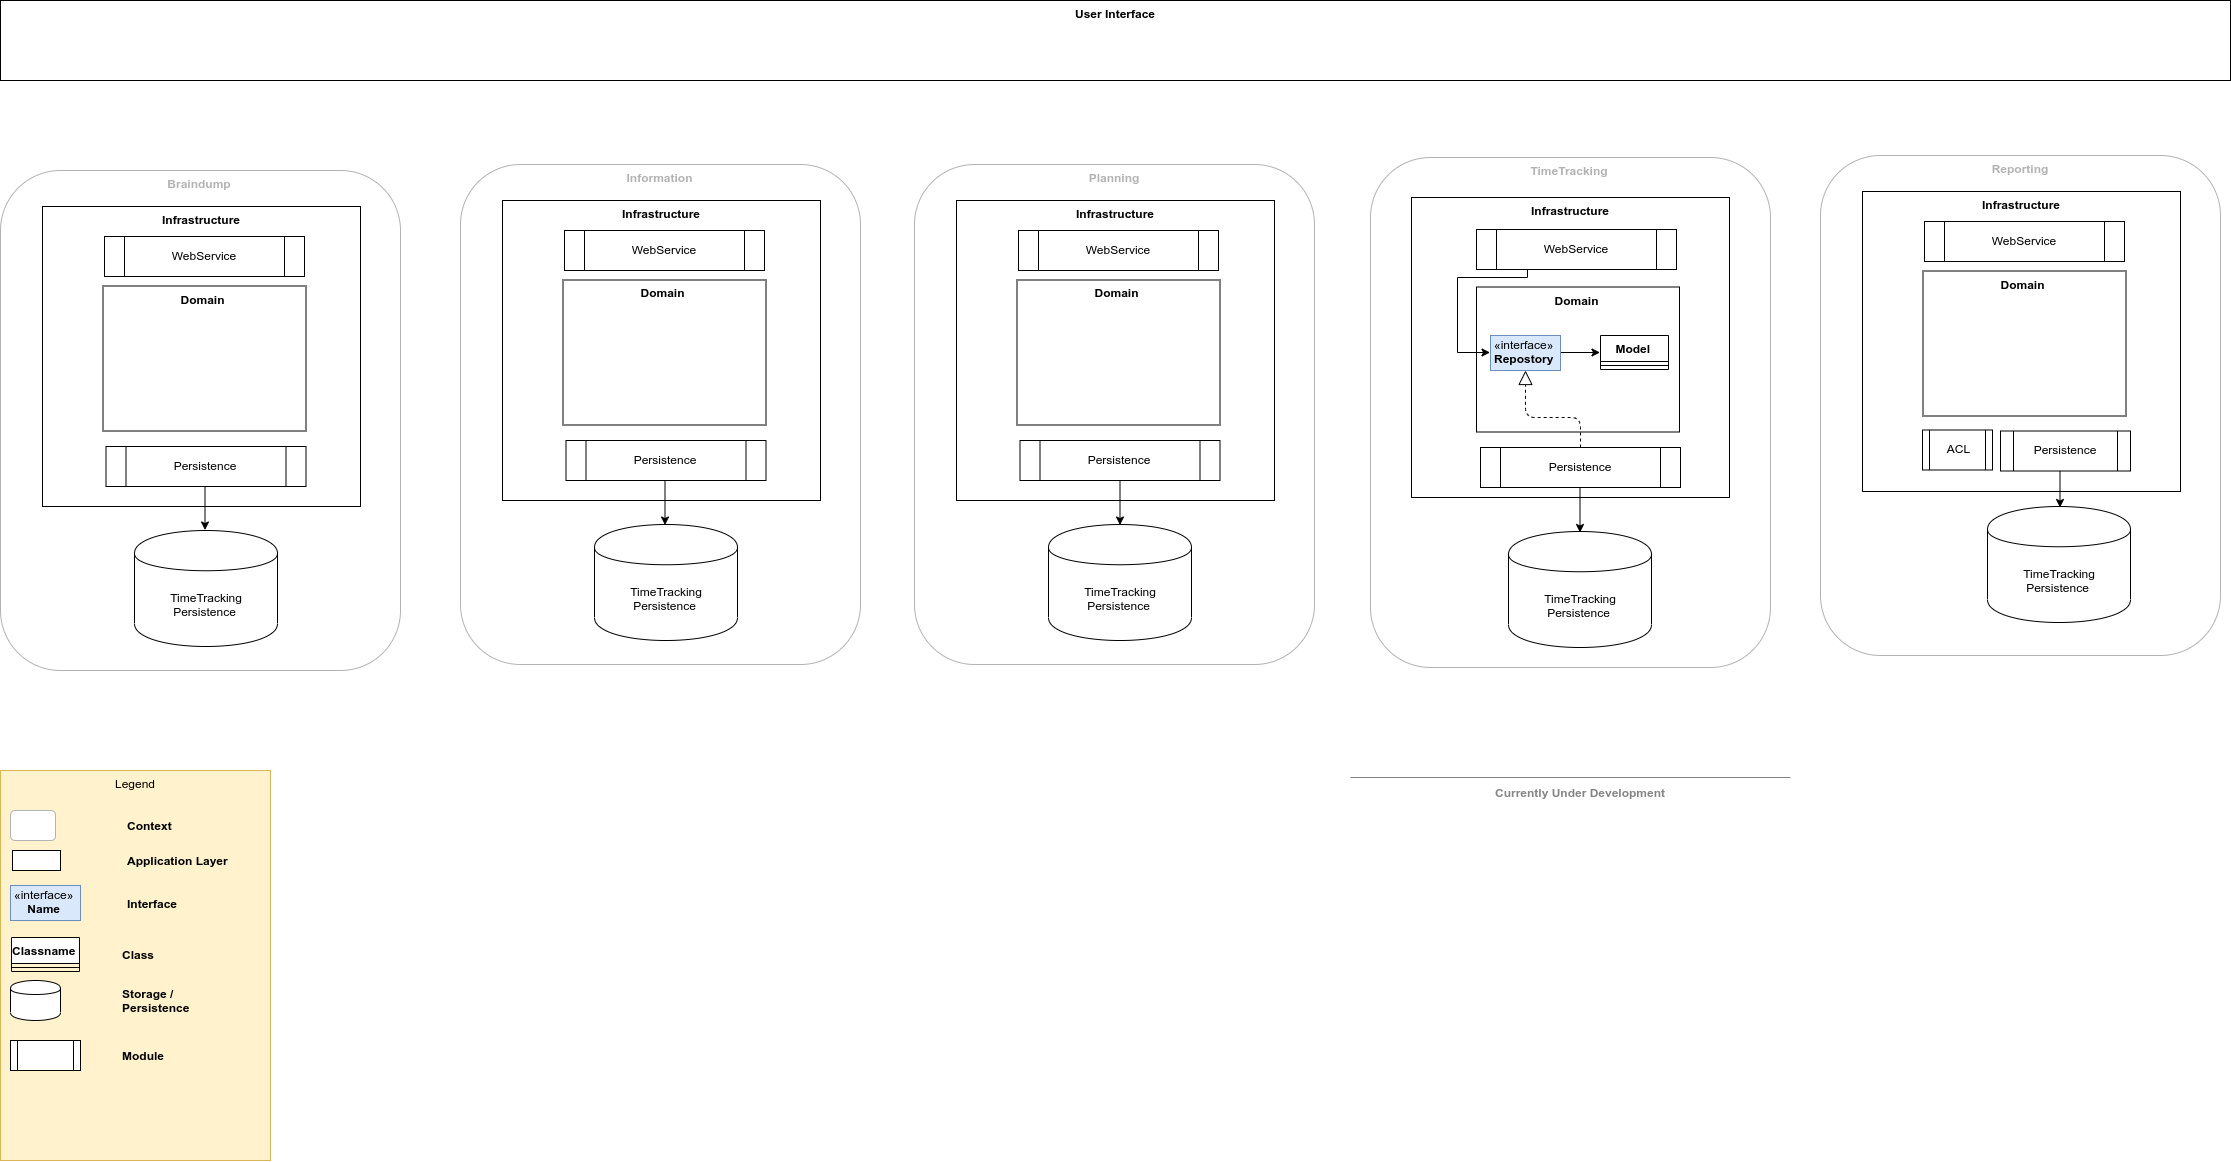 User Interface
Braindump
Infrastructure
WebService
Domain
Persistence
TimeTracking
Persistence
Information
Infrastructure
WebService
Domain
Persistence
TimeTracking
Persistence
Planning
Infrastructure
WebService
Domain
Persistence
TimeTracking
Persistence
TimeTracking
Infrastructure
WebService
Domain
«interface»
Repostory
Model
Persistence
TimeTracking
Persistence
Reporting
Infrastructure
WebService
Domain
ACL
Persistence
TimeTracking
Persistence
Currently Under Development
Legend
Context
Application Layer
«interface»
Name
Interface
Classname
Class
Storage /
Persistence
Module